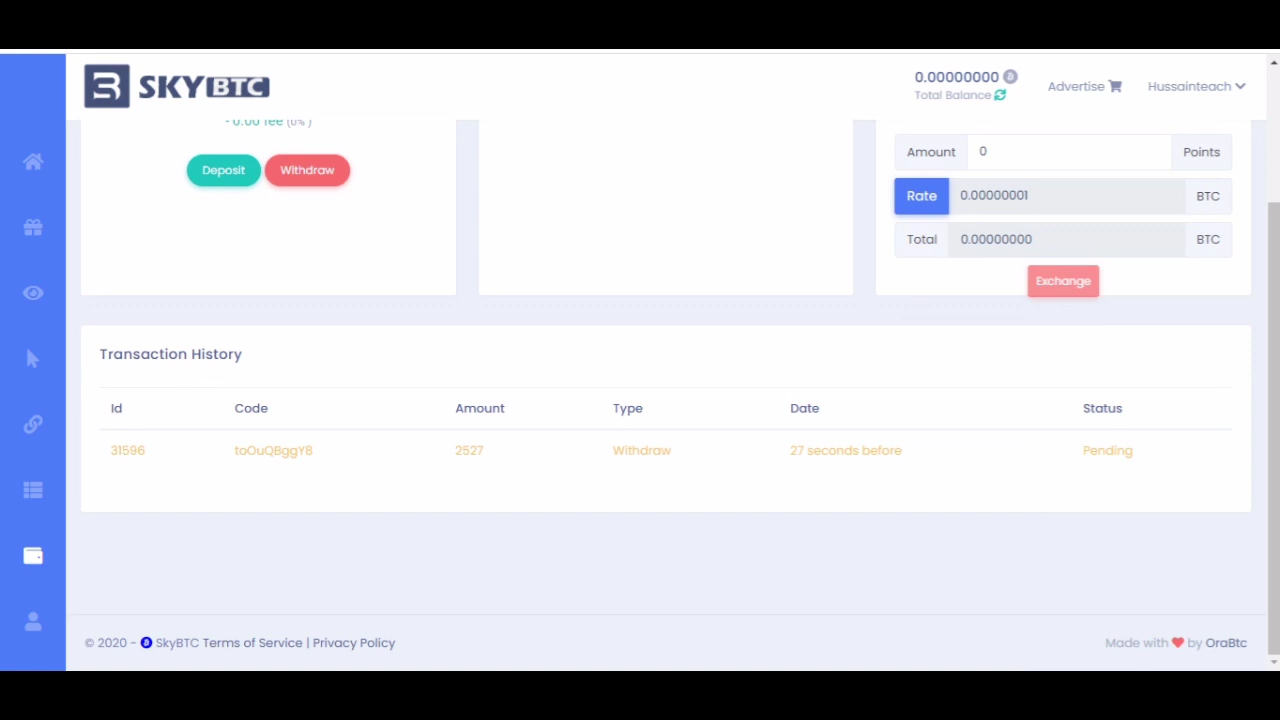 SKYBTC
0.00000000
Total Balance
Advertise
Hussainteach
- 0.00 fee (0% )
Deposit
Withdraw
Amount 0 Points
Rate 0.00000001 BTC
Total 0.00000000 BTC
Exchange
Transaction History
Id Code Amount Type Date Status
31596 toOuQBggY8 2527 Withdraw 27 seconds before Pending
© 2020 - SkyBTC Terms of Service | Privacy Policy
Made with ❤ by OraBtc